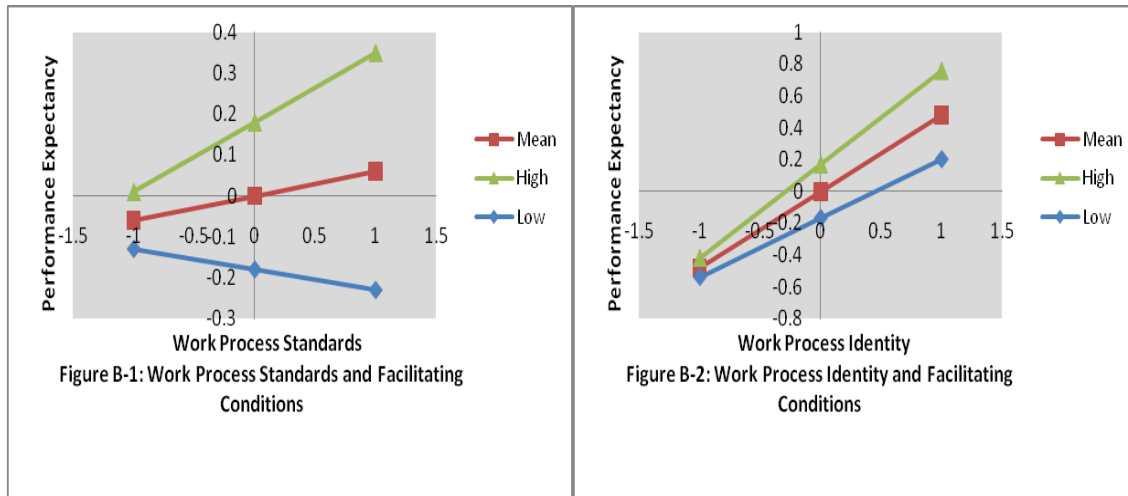 0.4
0.3
0.2
0.1
0
-0.1
-0.2
-0.3
-1.5 -1 -0.5 0 0.5 1 1.5
Performance Expectancy
Work Process Standards
Mean
High
Low
Figure B-1: Work Process Standards and Facilitating
Conditions
1
0.8
0.6
0.4
0.2
0
-0.2
-0.4
-0.6
-0.8
-1.5 -1 -0.5 0 0.5 1 1.5
Performance Expectancy
Work Process Identity
Mean
High
Low
Figure B-2: Work Process Identity and Facilitating
Conditions